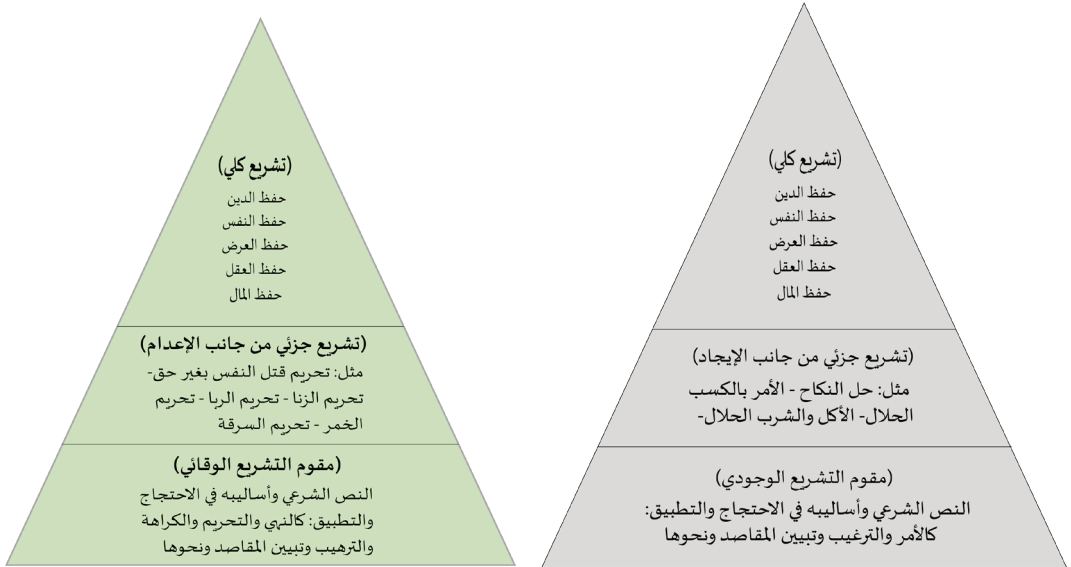 (تشريع كلي)
حفظ الدين
حفظ النفس
حفظ العرض
حفظ العقل
حفظ المال
(تشريع جزئي من جانب الإيجاد)
مثل: حل النكاح - الأمر بالكسب
الحلال- الأكل والشرب الحلال-
(مقوم التشريع الوجودي)
النص الشرعي وأساليبه في الاحتجاج والتطبيق:
كالأمر والترغيب وتبيين المقاصد ونحوها
(تشريع كلي)
حفظ الدين
حفظ النفس
حفظ العرض
حفظ العقل
حفظ المال
(تشريع جزئي من جانب الإعدام)
مثل: تحريم قتل النفس بغير حق-
تحريم الزنا - تحريم الربا - تحريم
الخمر - تحريم السرقة
(مقوم التشريع الوقائي)
النص الشرعي وأساليبه في الاحتجاج
والتطبيق: كالنهي والتحريم والكراهة
والترهيب وتبيين المقاصد ونحوها